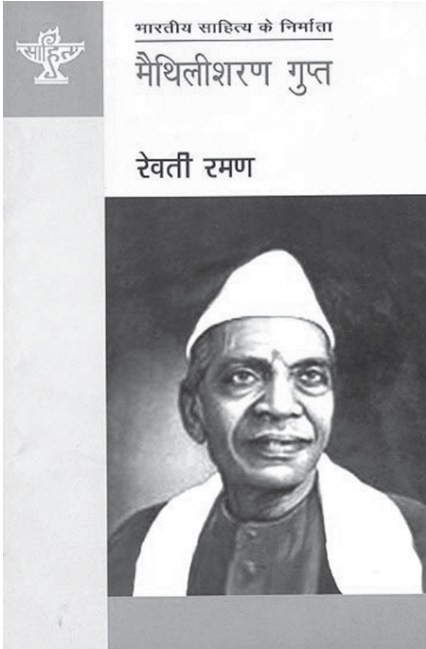 साहित्य
भारतीय साहित्य के निर्माता
मैथिलीशरण गुप्त
रेवती रमण